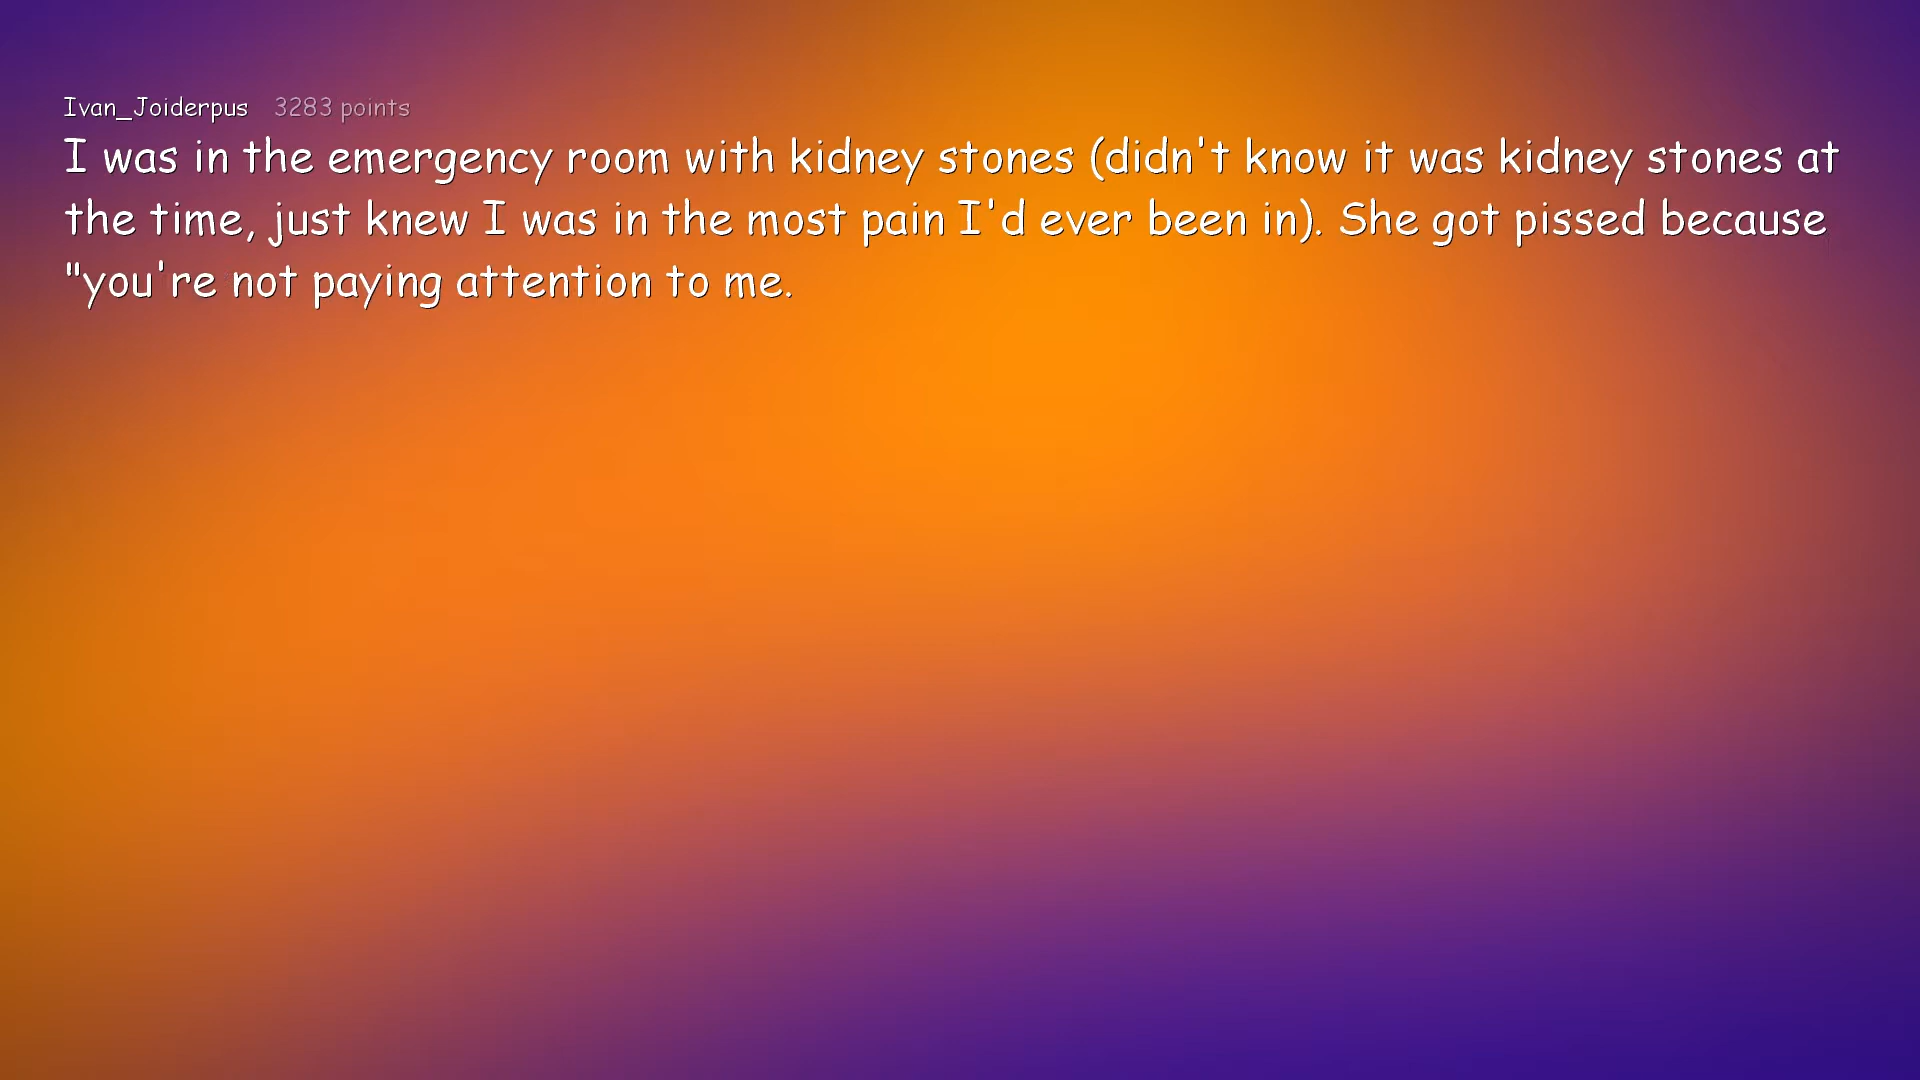 Ivan_Joiderpus 3283 points
I was in the emergency room with kidney stones (didn't know it was kidney stones at
the time, just knew I was in the most pain I'd ever been in). She got pissed because
"you're not paying attention to me.